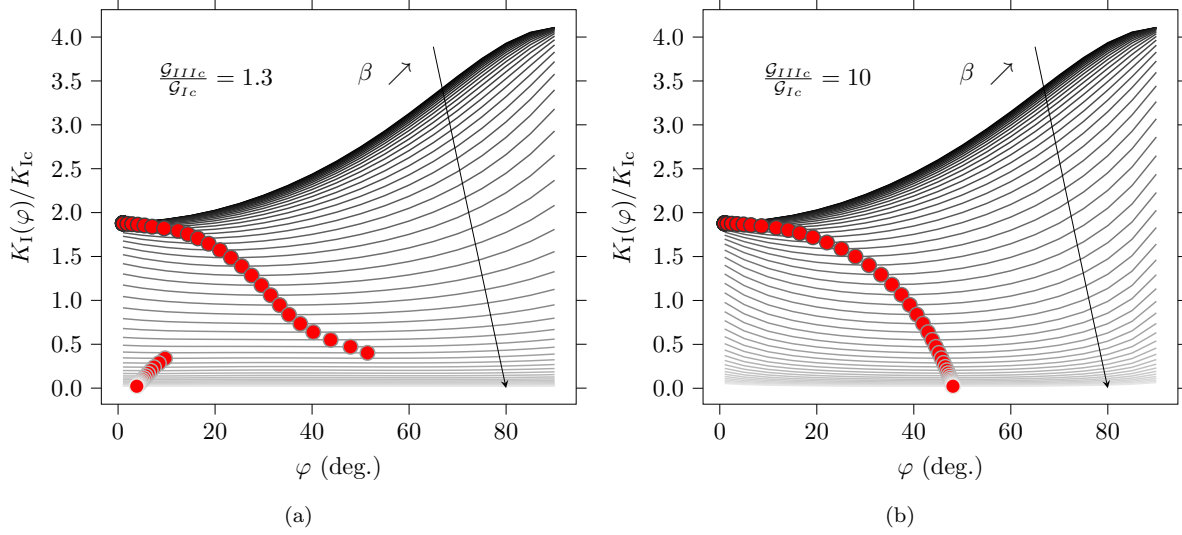 4.0
3.5
3.0
2.5
2.0
1.5
1.0
0.5
0.0
K_I(φ)/K_Ic
𝒢_IIIc/𝒢_Ic = 1.3
β ↗
0 20 40 60 80
φ (deg.)
(a)
4.0
3.5
3.0
2.5
2.0
1.5
1.0
0.5
0.0
K_I(φ)/K_Ic
𝒢_IIIc/𝒢_Ic = 10
β ↗
0 20 40 60 80
φ (deg.)
(b)